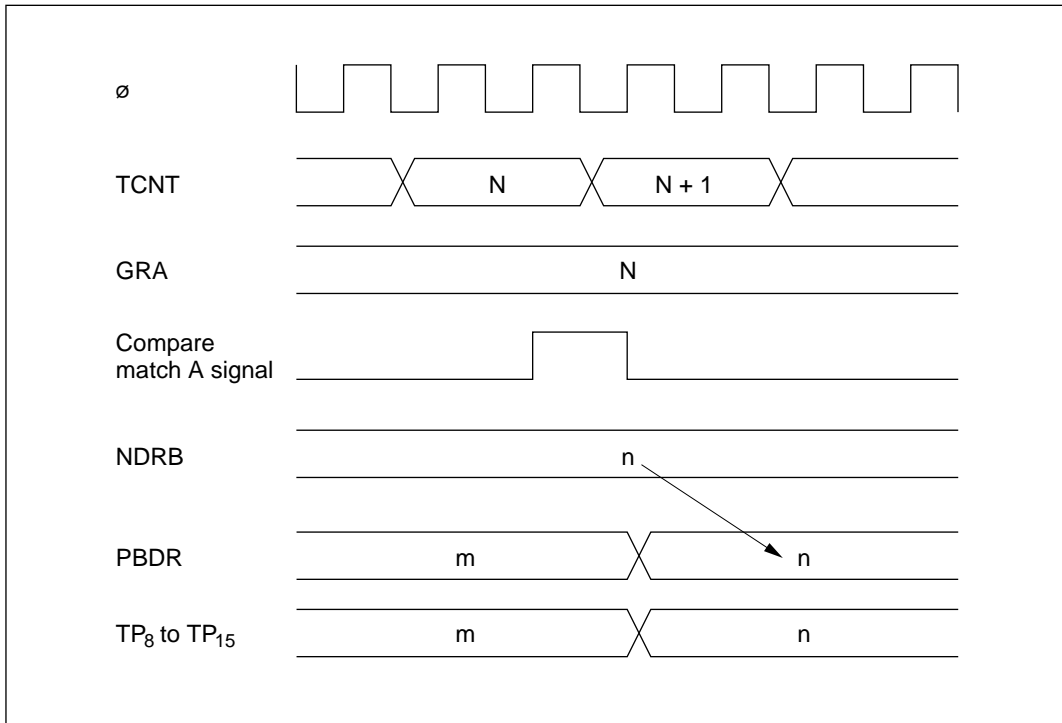 ø
TCNT
N
N + 1
GRA
N
Compare
match A signal
NDRB
n
PBDR
m
n
TP8 to TP15
m
n